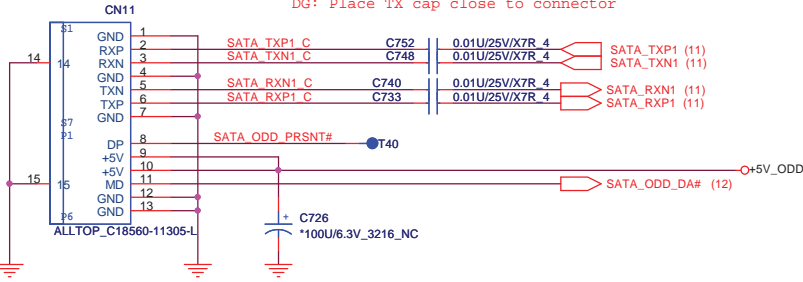 DG: Place TX cap close to connector
CN11
S1
GND 1
RXP 2 SATA_TXP1_C C752 0.01U/25V/X7R_4 SATA_TXP1 (11)
14 14 RXN 3 SATA_TXN1_C C748 0.01U/25V/X7R_4 SATA_TXN1 (11)
GND 4
TXN 5 SATA_RXN1_C C740 0.01U/25V/X7R_4 SATA_RXN1 (11)
TXP 6 SATA_RXP1_C C733 0.01U/25V/X7R_4 SATA_RXP1 (11)
GND 7
S7
P1
DP 8 SATA_ODD_PRSNT# T40
+5V 9
+5V 10 +5V_ODD
15 15 MD 11 SATA_ODD_DA# (12)
GND 12
GND 13
P6
+ C726
ALLTOP_C18560-11305-L
*100U/6.3V_3216_NC